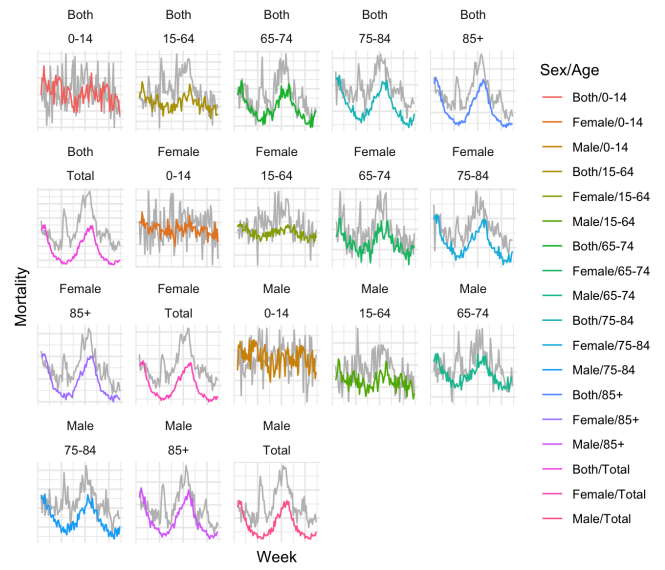 Both
0-14
Both
15-64
Both
65-74
Both
75-84
Both
85+
Both
Total
Female
0-14
Female
15-64
Female
65-74
Female
75-84
Female
85+
Female
Total
Male
0-14
Male
15-64
Male
65-74
Male
75-84
Male
85+
Male
Total
Mortality
Week
Sex/Age
Both/0-14
Female/0-14
Male/0-14
Both/15-64
Female/15-64
Male/15-64
Both/65-74
Female/65-74
Male/65-74
Both/75-84
Female/75-84
Male/75-84
Both/85+
Female/85+
Male/85+
Both/Total
Female/Total
Male/Total